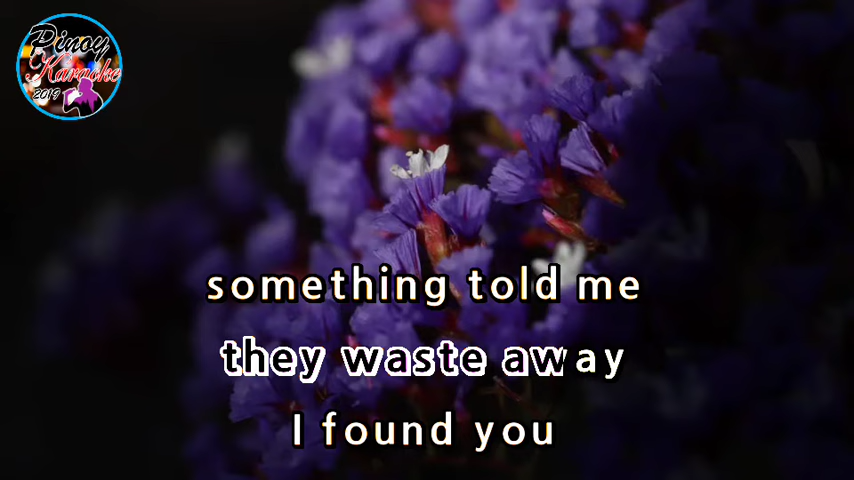 Pinoy
Karaoke
2019
something told me
they waste away
I found you